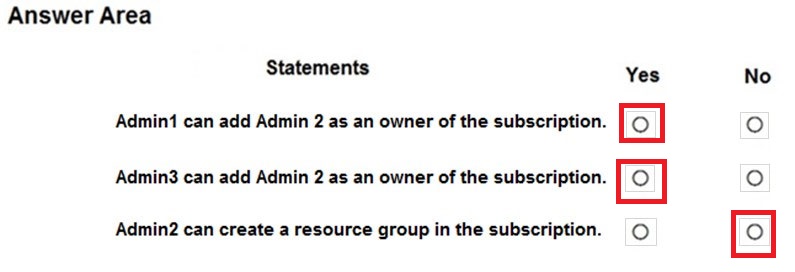 Answer Area
Statements Yes No
Admin1 can add Admin 2 as an owner of the subscription.
Admin3 can add Admin 2 as an owner of the subscription.
Admin2 can create a resource group in the subscription.